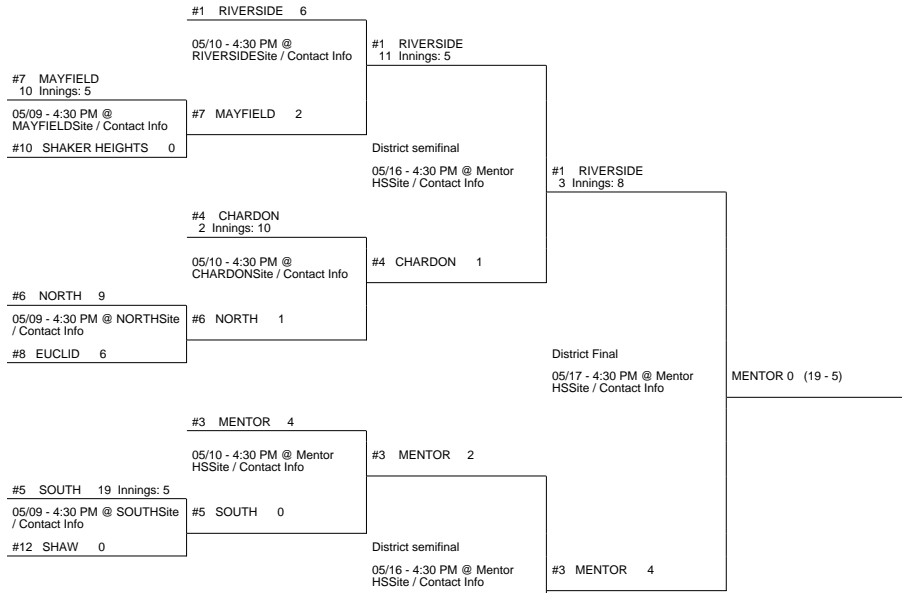 #1 RIVERSIDE 6
05/10 - 4:30 PM @
RIVERSIDESite / Contact Info
#1 RIVERSIDE
11 Innings: 5
#7 MAYFIELD
10 Innings: 5
05/09 - 4:30 PM @
MAYFIELDSite / Contact Info
#7 MAYFIELD 2
#10 SHAKER HEIGHTS 0
District semifinal
05/16 - 4:30 PM @ Mentor
HSSite / Contact Info
#1 RIVERSIDE
3 Innings: 8
#4 CHARDON
2 Innings: 10
05/10 - 4:30 PM @
CHARDONSite / Contact Info
#4 CHARDON 1
#6 NORTH 9
05/09 - 4:30 PM @ NORTHSite
/ Contact Info
#6 NORTH 1
#8 EUCLID 6
District Final
05/17 - 4:30 PM @ Mentor
HSSite / Contact Info
MENTOR 0 (19 - 5)
#3 MENTOR 4
05/10 - 4:30 PM @ Mentor
HSSite / Contact Info
#3 MENTOR 2
#5 SOUTH 19 Innings: 5
05/09 - 4:30 PM @ SOUTHSite
/ Contact Info
#5 SOUTH 0
#12 SHAW 0
District semifinal
05/16 - 4:30 PM @ Mentor
HSSite / Contact Info
#3 MENTOR 4